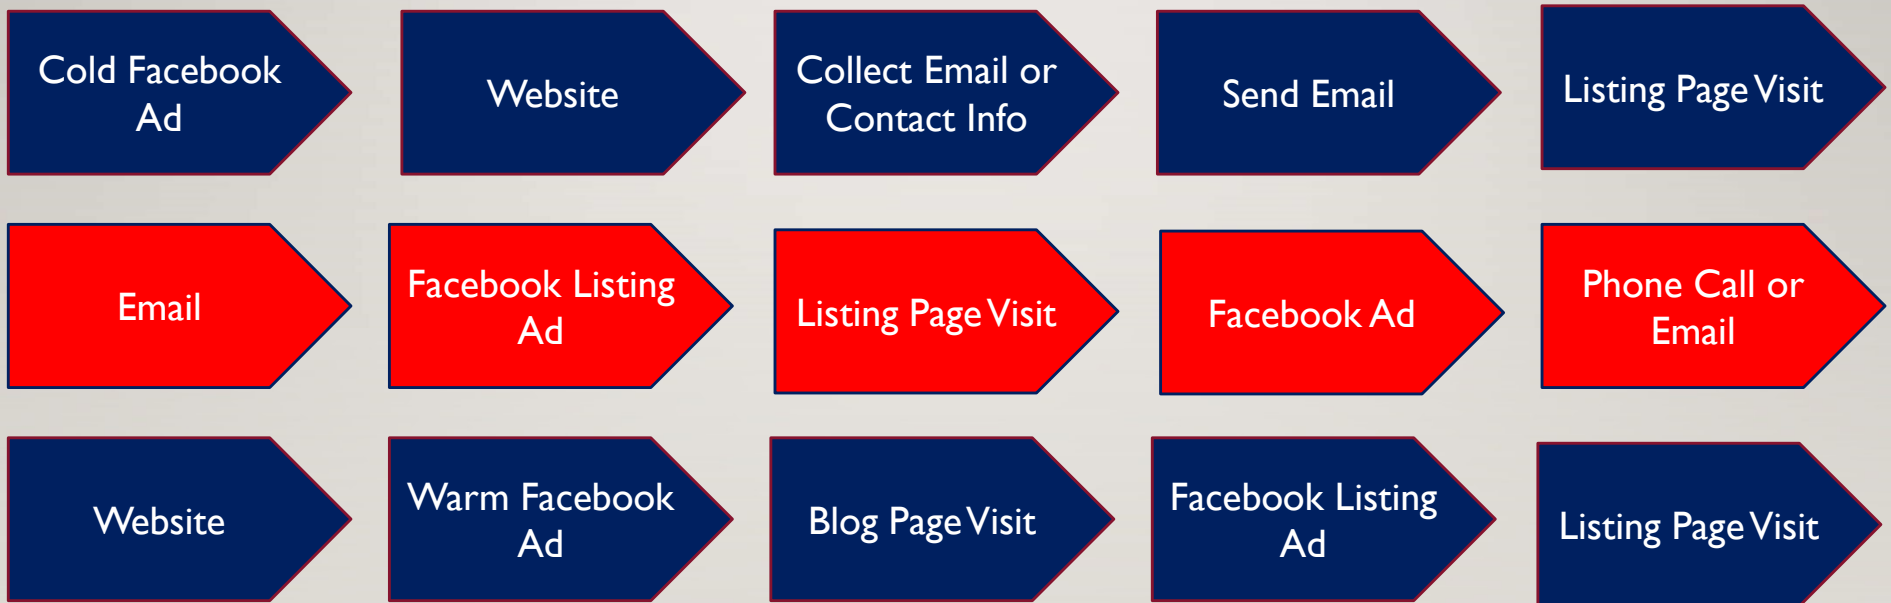 Cold Facebook
Ad
Website
Collect Email or
Contact Info
Send Email
Listing Page Visit
Email
Facebook Listing
Ad
Listing Page Visit
Facebook Ad
Phone Call or
Email
Website
Warm Facebook
Ad
Blog Page Visit
Facebook Listing
Ad
Listing Page Visit